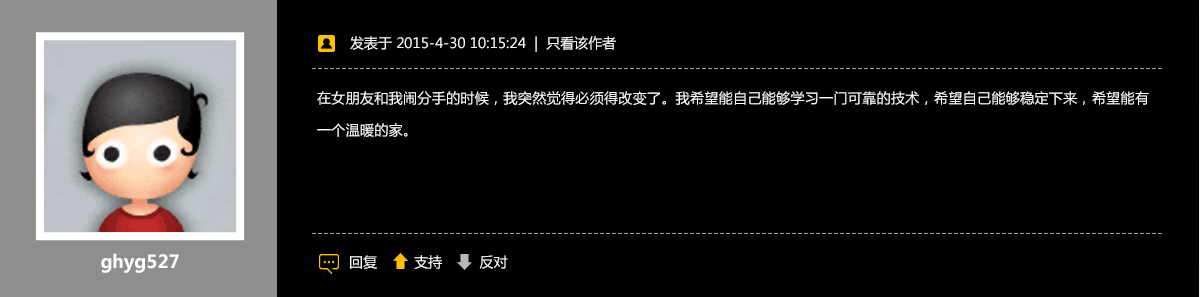 发表于 2015-4-30 10:15:24 | 只看该作者
在女朋友和我闹分手的时候，我突然觉得必须得改变了。我希望能自己能够学习一门可靠的技术，希望自己能够稳定下来，希望能有
一个温暖的家。
ghyg527
回复 支持 反对